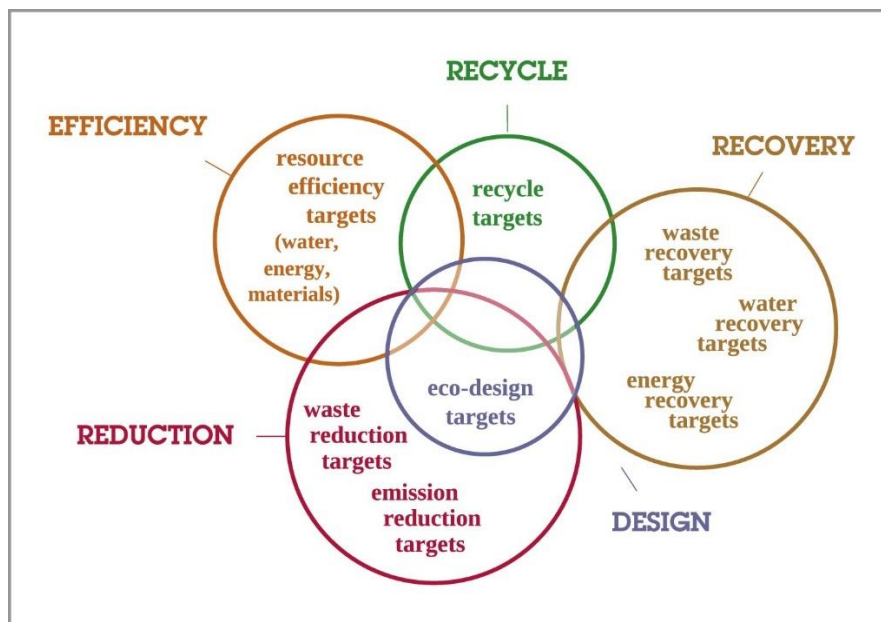 RECYCLE
EFFICIENCY
RECOVERY
resource
efficiency
targets
(water,
energy,
materials)
recycle
targets
waste
recovery
targets
water
recovery
targets
energy
recovery
targets
eco-design
targets
REDUCTION
waste
reduction
targets
emission
reduction
targets
DESIGN